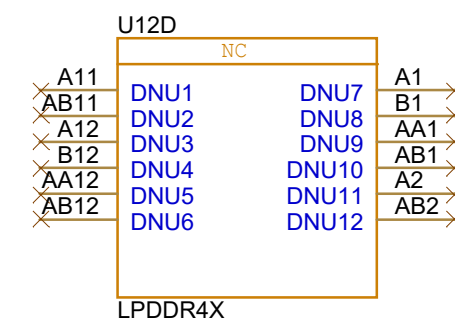 U12D
NC
A11 DNU1 DNU7 A1
AB11 DNU2 DNU8 B1
A12 DNU3 DNU9 AA1
B12 DNU4 DNU10 AB1
AA12 DNU5 DNU11 A2
AB12 DNU6 DNU12 AB2
LPDDR4X